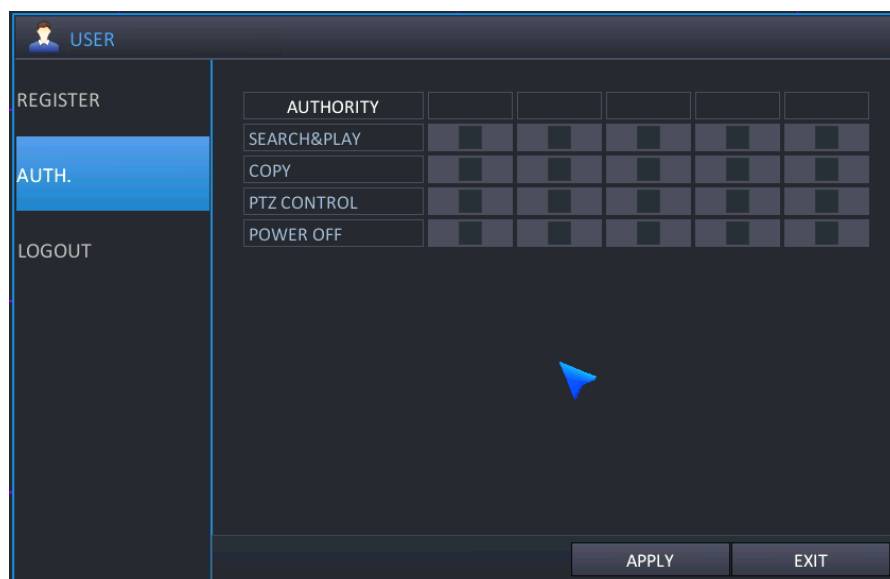 USER
REGISTER
AUTH.
LOGOUT
AUTHORITY
SEARCH&PLAY
COPY
PTZ CONTROL
POWER OFF
APPLY
EXIT